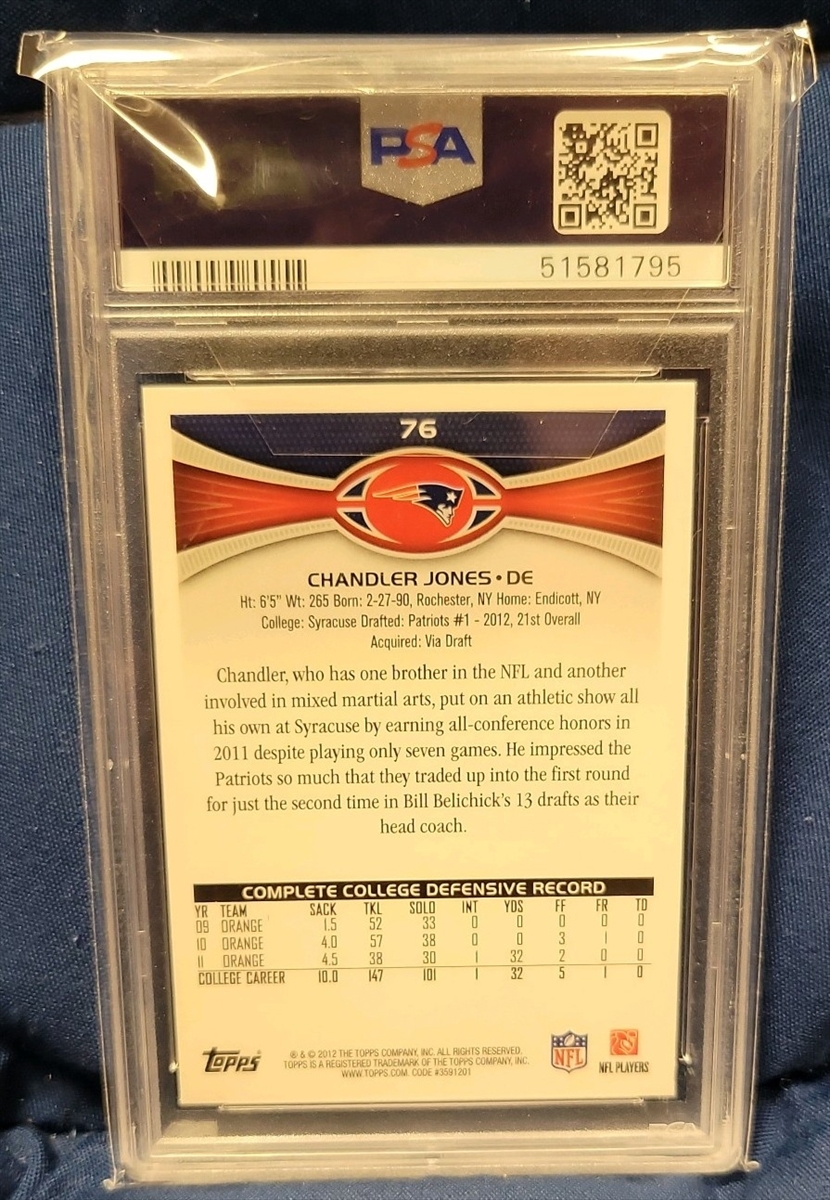 PSA
51581795
76
CHANDLER JONES • DE
Ht: 6'5" Wt: 265 Born: 2-27-90, Rochester, NY Home: Endicott, NY
College: Syracuse Drafted: Patriots #1 - 2012, 21st Overall
Acquired: Via Draft
Chandler, who has one brother in the NFL and another
involved in mixed martial arts, put on an athletic show all
his own at Syracuse by earning all-conference honors in
2011 despite playing only seven games. He impressed the
Patriots so much that they traded up into the first round
for just the second time in Bill Belichick's 13 drafts as their
head coach.
COMPLETE COLLEGE DEFENSIVE RECORD
YR TEAM SACK TKL SOLO INT YDS FF FR TD
09 ORANGE 1.5 52 33 0 0 0 0 0
10 ORANGE 4.0 57 38 0 0 3 1 0
11 ORANGE 4.5 38 30 1 32 2 0 0
COLLEGE CAREER 10.0 147 101 1 32 5 1 0
Topps
® & © 2012 THE TOPPS COMPANY, INC. ALL RIGHTS RESERVED.
TOPPS IS A REGISTERED TRADEMARK OF THE TOPPS COMPANY, INC.
WWW.TOPPS.COM. CODE #3591201
NFL
NFL PLAYERS